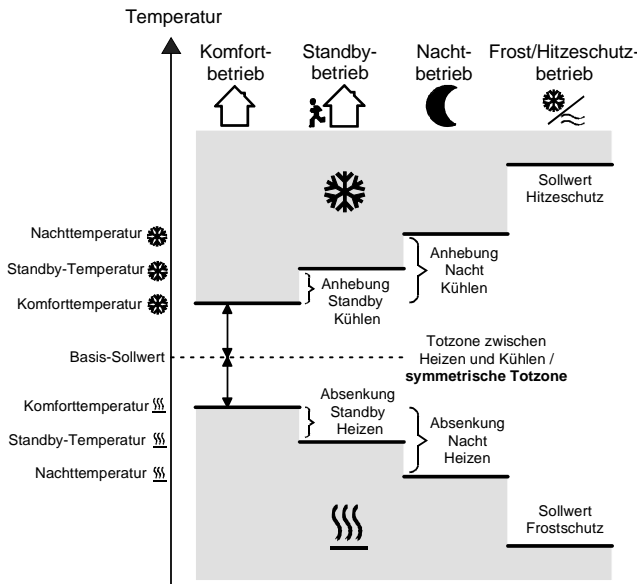 Temperatur
Komfort-
betrieb
Standby-
betrieb
Nacht-
betrieb
Frost/Hitzeschutz-
betrieb
Sollwert
Hitzeschutz
Nachttemperatur
Standby-Temperatur
Komforttemperatur
Anhebung
Standby
Kühlen
Anhebung
Nacht
Kühlen
Basis-Sollwert
Totzone zwischen
Heizen und Kühlen /
symmetrische Totzone
Komforttemperatur
Standby-Temperatur
Nachttemperatur
Absenkung
Standby
Heizen
Absenkung
Nacht
Heizen
Sollwert
Frostschutz